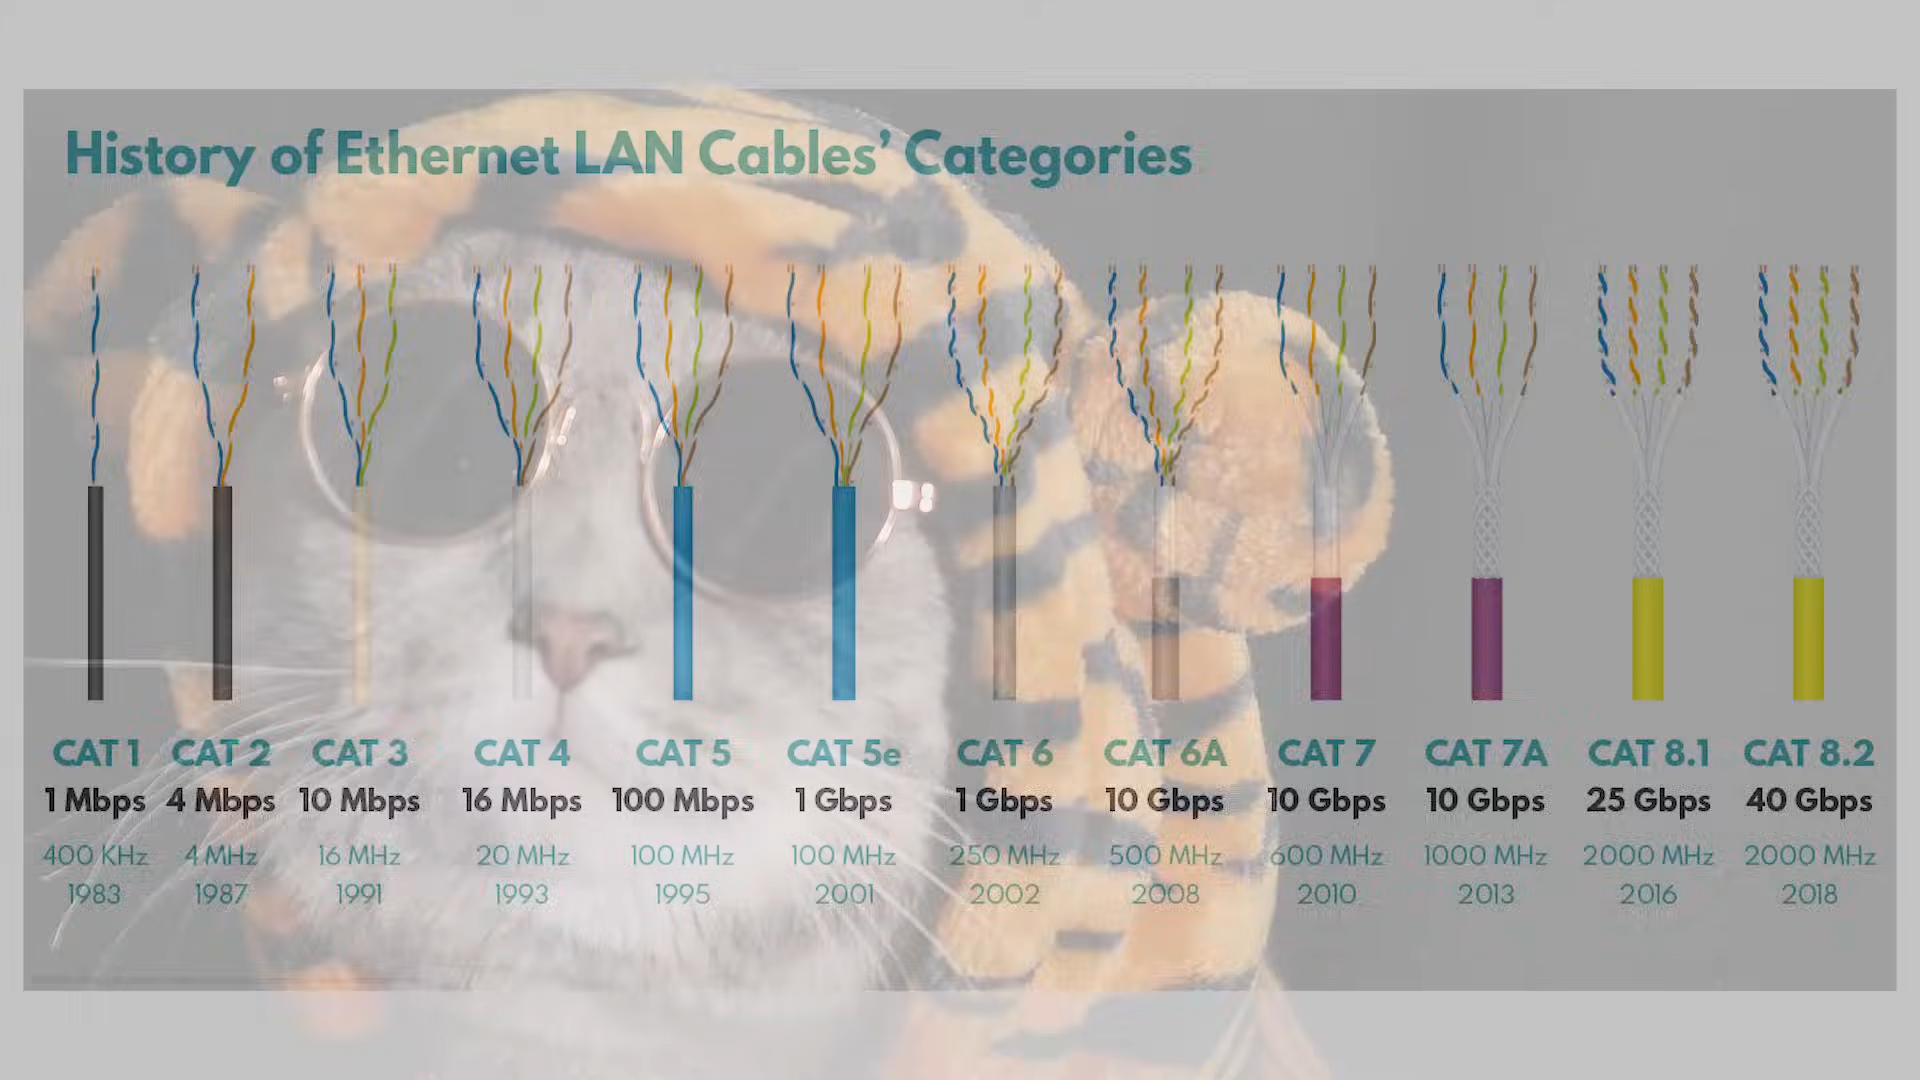 History of Ethernet LAN Cables’ Categories
CAT 1 CAT 2 CAT 3 CAT 4 CAT 5 CAT 5e CAT 6 CAT 6A CAT 7 CAT 7A CAT 8.1 CAT 8.2
1 Mbps 4 Mbps 10 Mbps 16 Mbps 100 Mbps 1 Gbps 1 Gbps 10 Gbps 10 Gbps 10 Gbps 25 Gbps 40 Gbps
400 KHz 4 MHz 16 MHz 20 MHz 100 MHz 100 MHz 250 MHz 500 MHz 600 MHz 1000 MHz 2000 MHz 2000 MHz
1983 1987 1991 1993 1995 2001 2002 2008 2010 2013 2016 2018